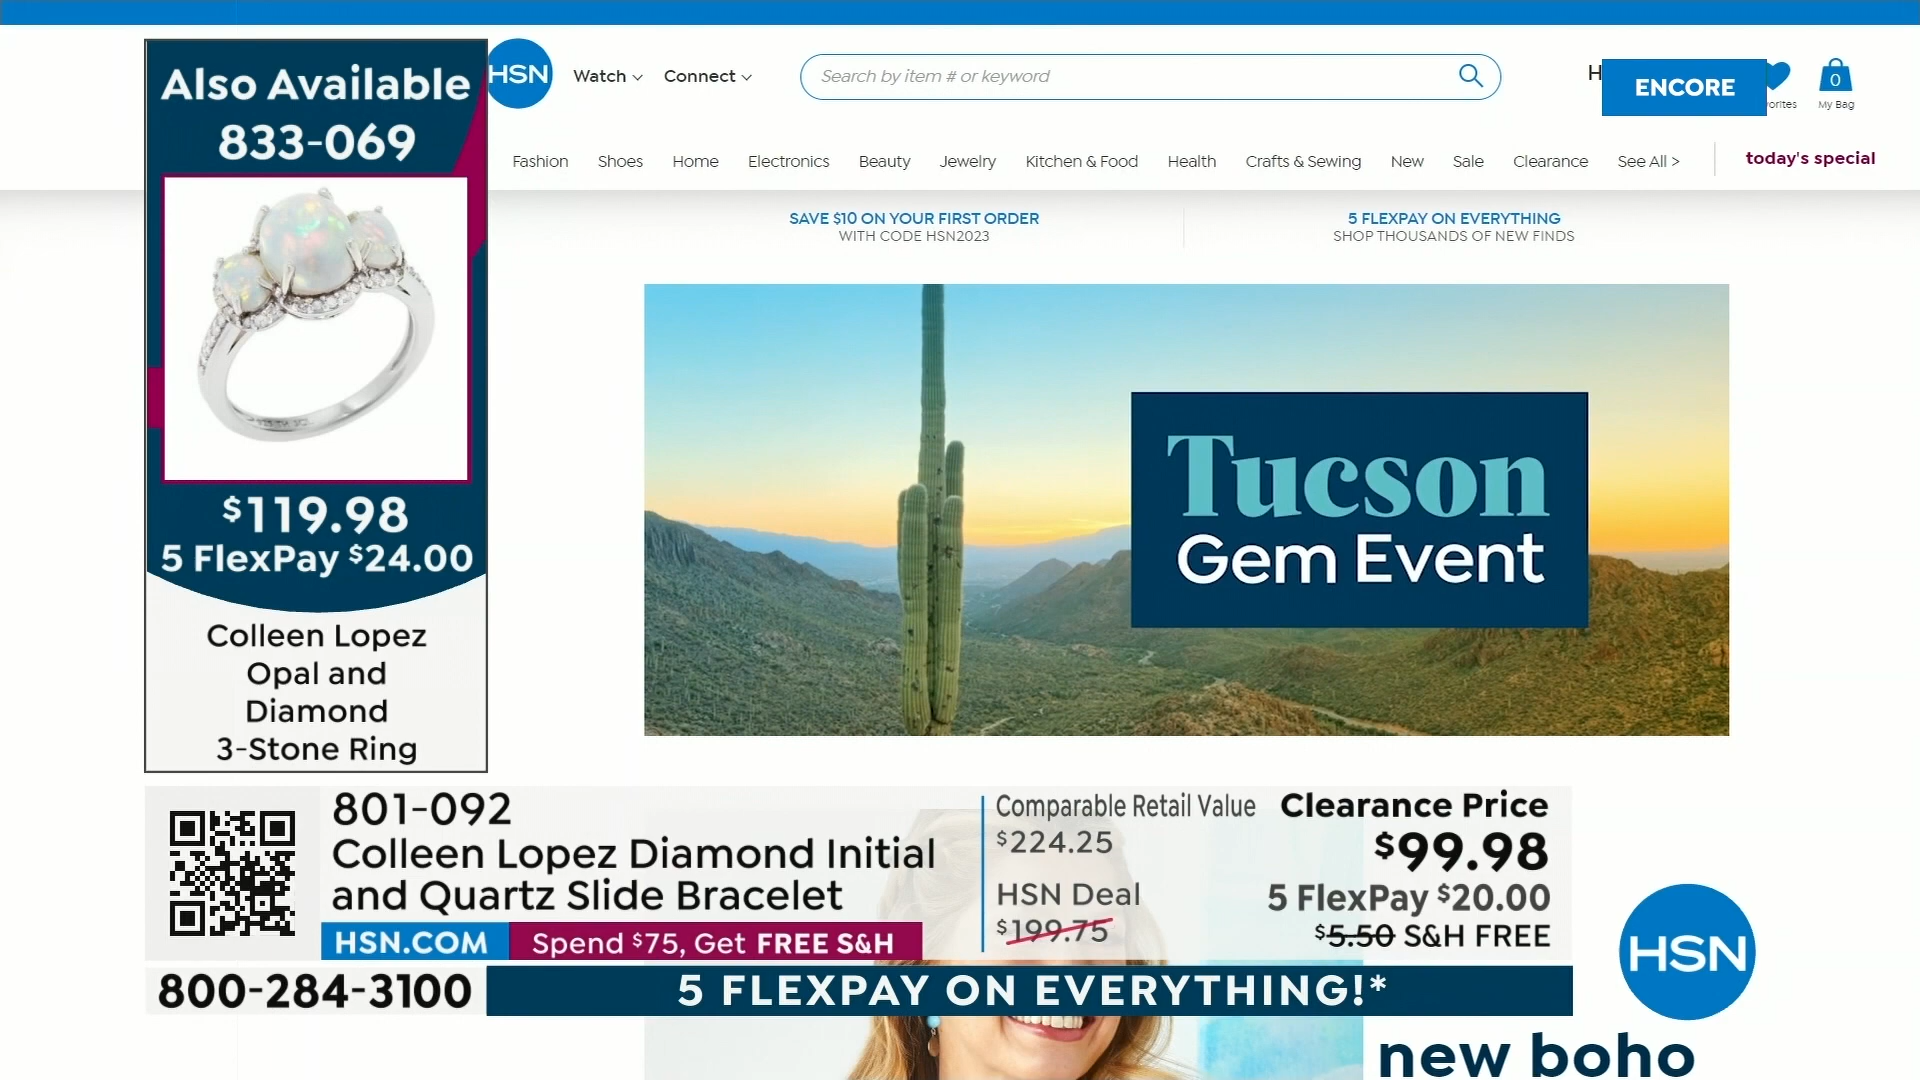 Also Available
833-069
$119.98
5 FlexPay $24.00
Colleen Lopez
Opal and
Diamond
3-Stone Ring
HSN
Watch
Connect
Search by item # or keyword
H
ENCORE
orites
0
My Bag
Fashion
Shoes
Home
Electronics
Beauty
Jewelry
Kitchen & Food
Health
Crafts & Sewing
New
Sale
Clearance
See All >
today's special
SAVE $10 ON YOUR FIRST ORDER
WITH CODE HSN2023
5 FLEXPAY ON EVERYTHING
SHOP THOUSANDS OF NEW FINDS
Tucson
Gem Event
801-092
Colleen Lopez Diamond Initial
and Quartz Slide Bracelet
HSN.COM
Spend $75, Get FREE S&H
Comparable Retail Value
$224.25
HSN Deal
$199.75
Clearance Price
$99.98
5 FlexPay $20.00
$5.50 S&H FREE
800-284-3100
5 FLEXPAY ON EVERYTHING!*
HSN
new boho